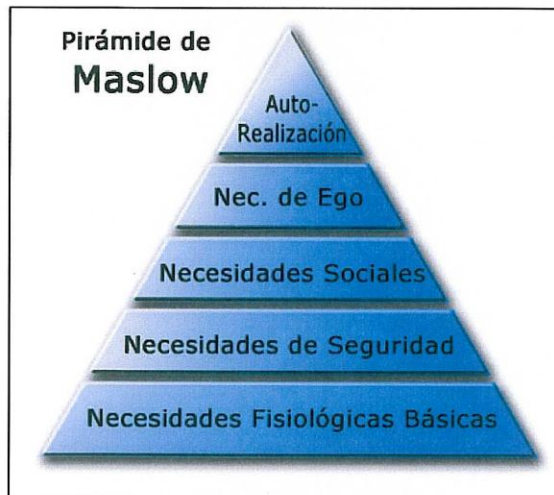 Pirámide de
Maslow
Auto-
Realización
Nec. de Ego
Necesidades Sociales
Necesidades de Seguridad
Necesidades Fisiológicas Básicas